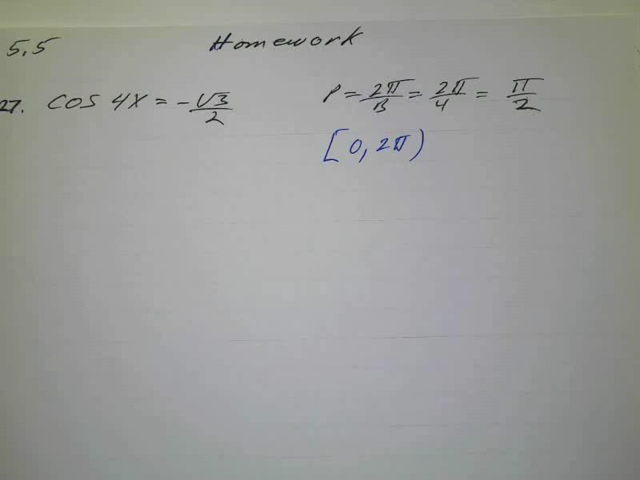 5.5 Homework
27. COS 4X = -√3/2 P = 2π/B = 2π/4 = π/2
[0, 2π)